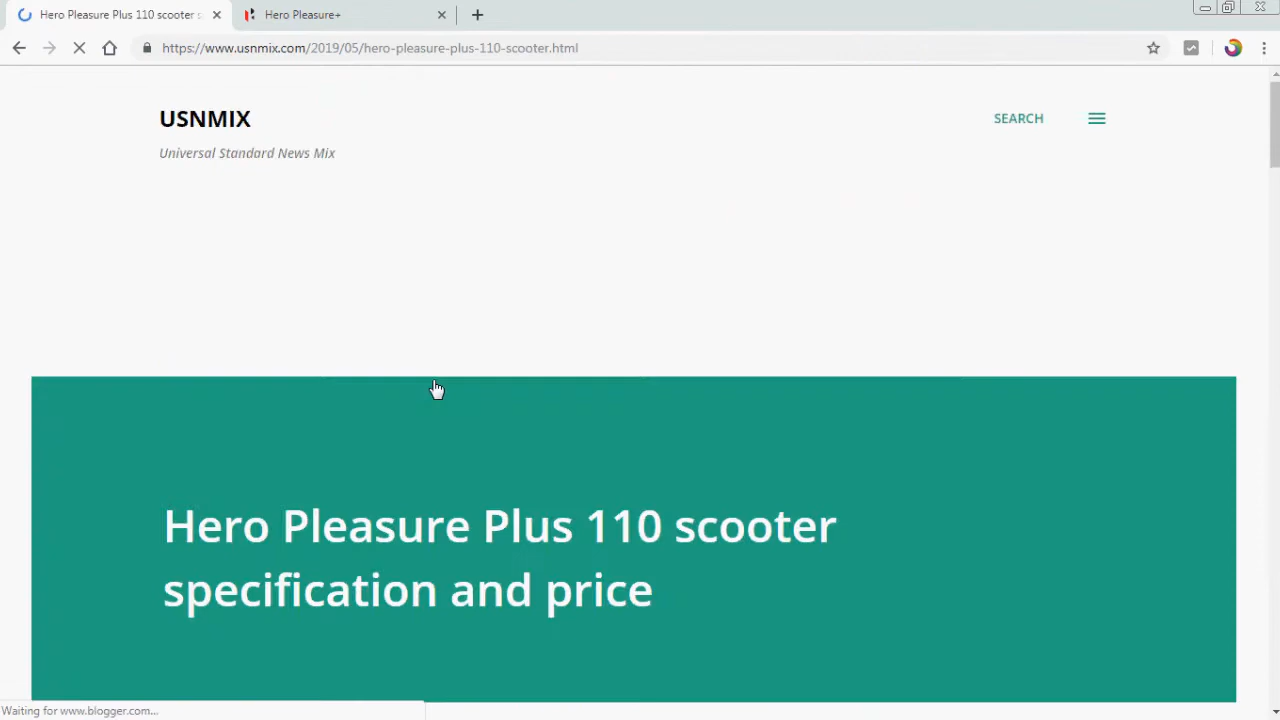 Hero Pleasure Plus 110 scooter s
Hero Pleasure+
https://www.usnmix.com/2019/05/hero-pleasure-plus-110-scooter.html
USNMIX
SEARCH
Universal Standard News Mix
Hero Pleasure Plus 110 scooter
specification and price
Waiting for www.blogger.com...